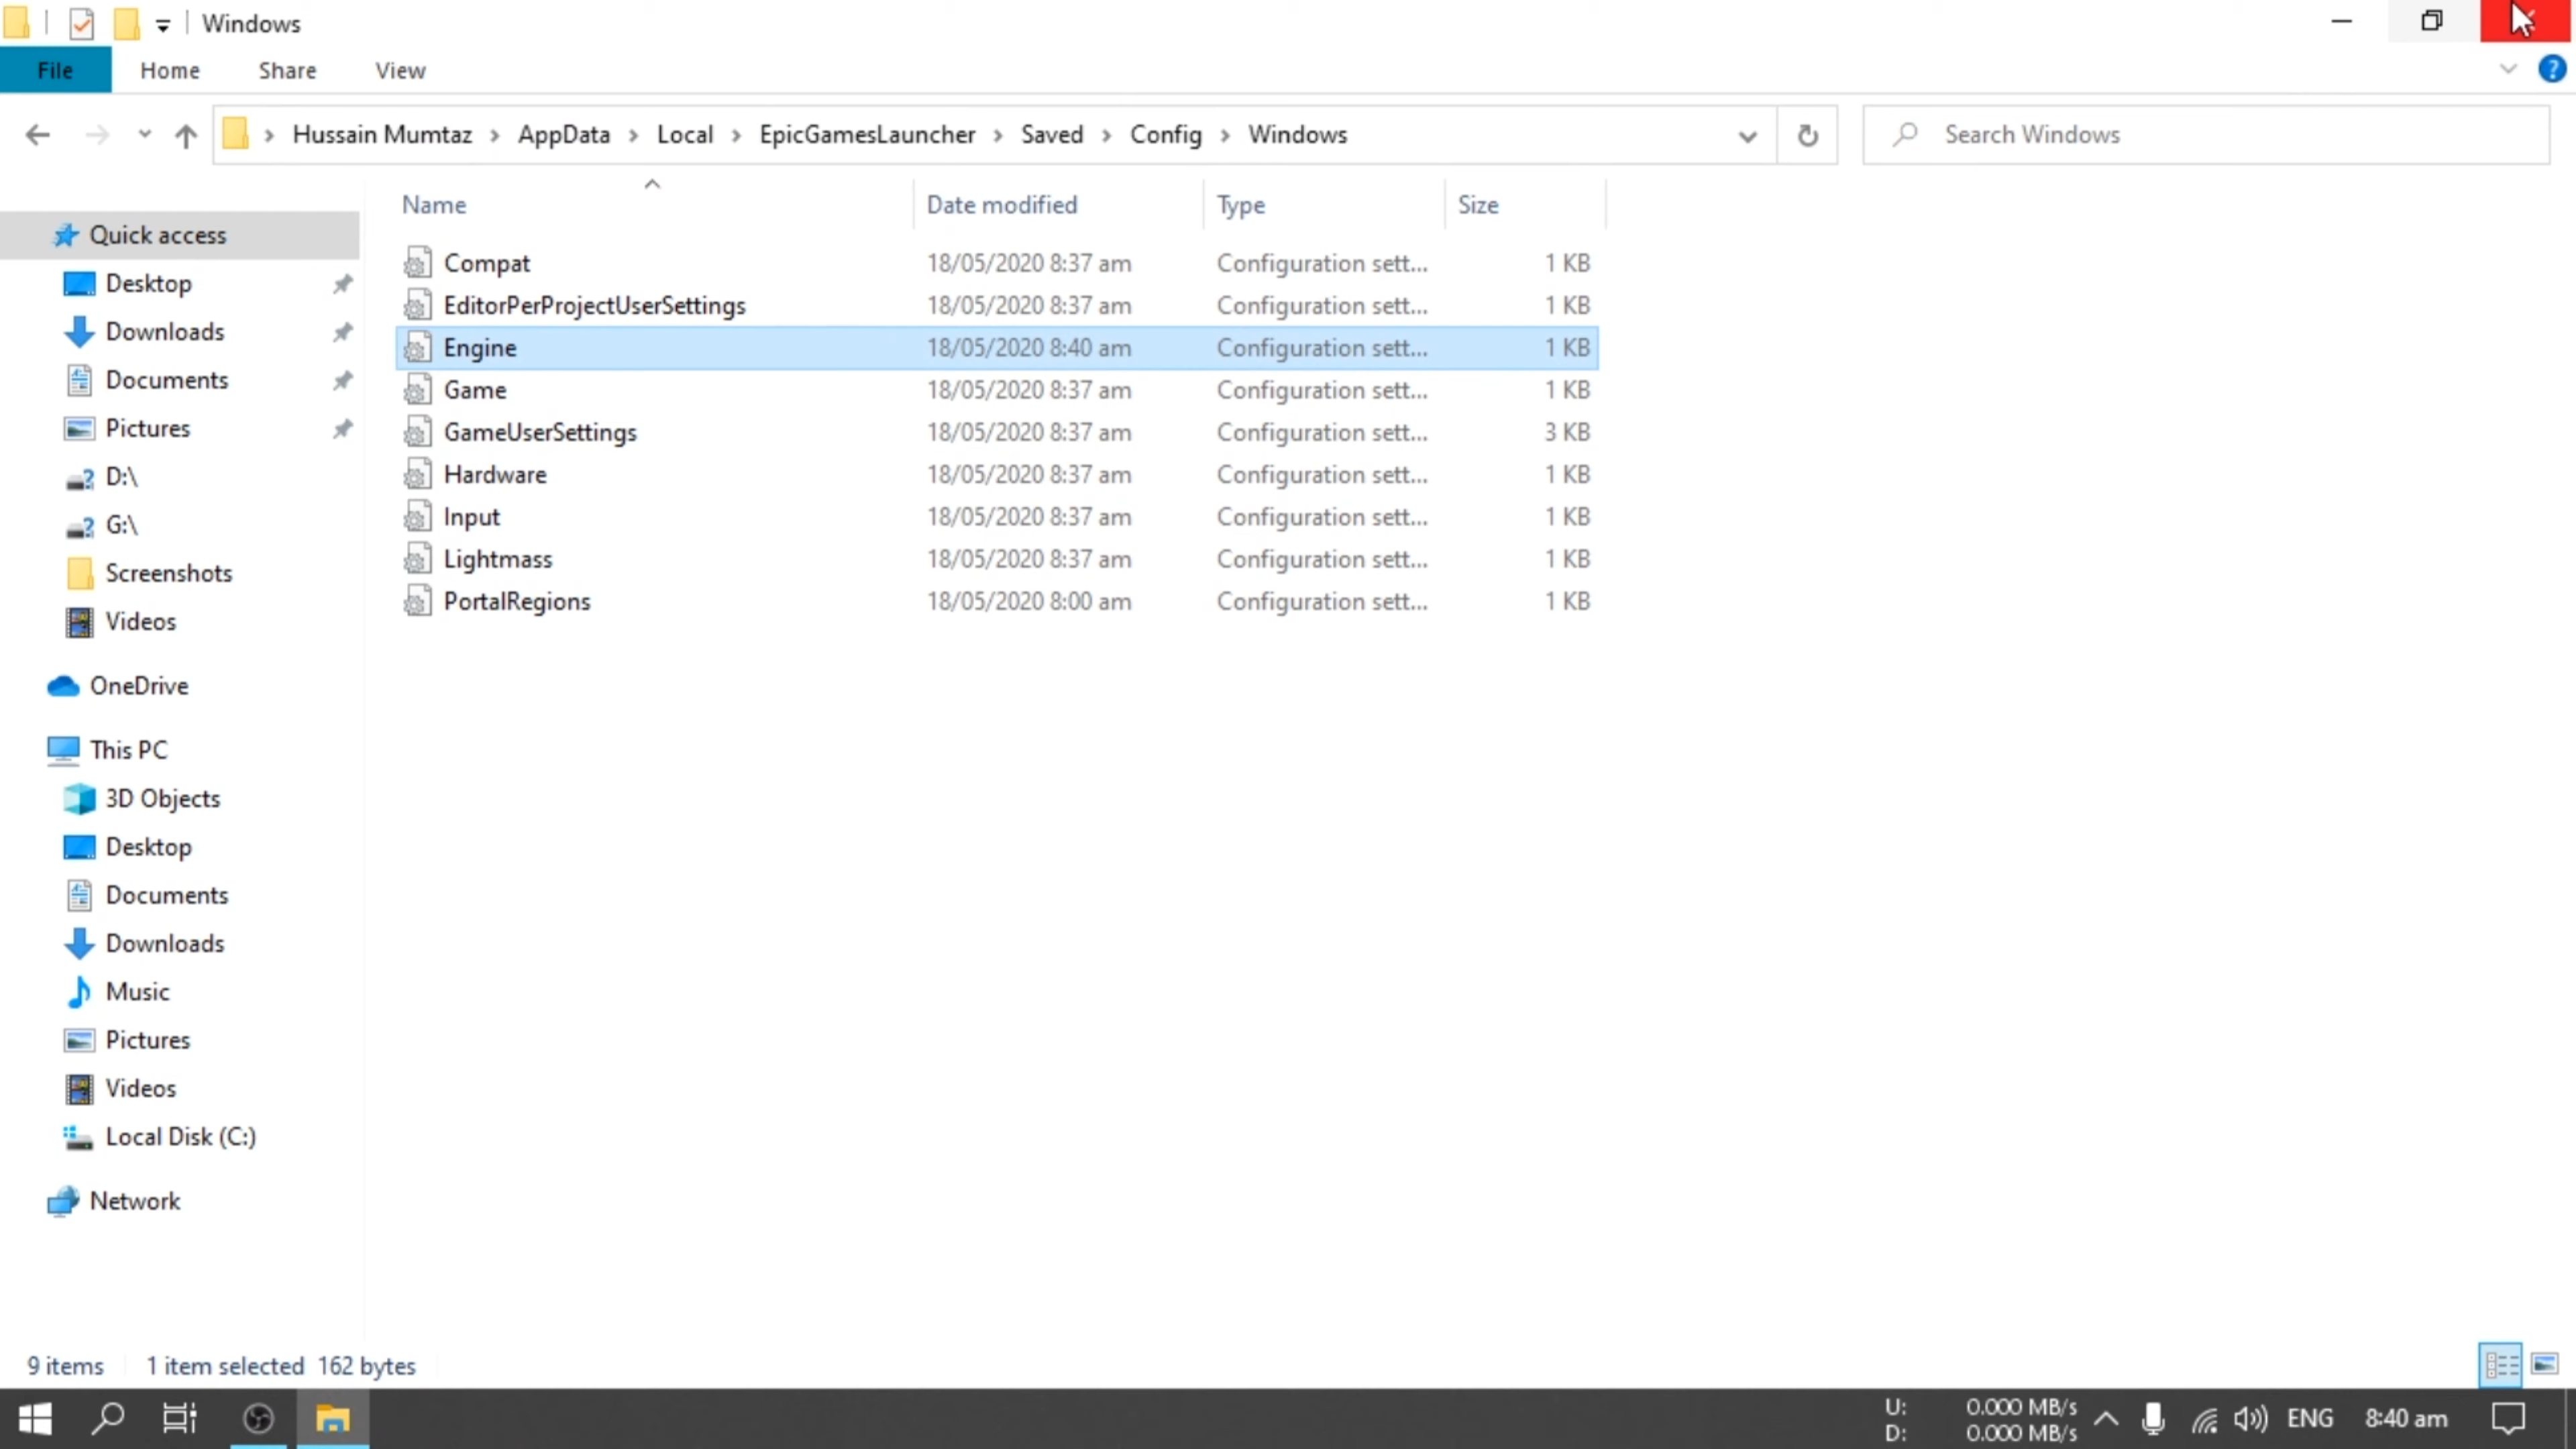 Windows
File Home Share View
Hussain Mumtaz AppData Local EpicGamesLauncher Saved Config Windows
Search Windows
Name Date modified Type Size
Quick access
Desktop
Downloads
Documents
Pictures
D:\
G:\
Screenshots
Videos
OneDrive
This PC
3D Objects
Desktop
Documents
Downloads
Music
Pictures
Videos
Local Disk (C:)
Network
Compat 18/05/2020 8:37 am Configuration sett... 1 KB
EditorPerProjectUserSettings 18/05/2020 8:37 am Configuration sett... 1 KB
Engine 18/05/2020 8:40 am Configuration sett... 1 KB
Game 18/05/2020 8:37 am Configuration sett... 1 KB
GameUserSettings 18/05/2020 8:37 am Configuration sett... 3 KB
Hardware 18/05/2020 8:37 am Configuration sett... 1 KB
Input 18/05/2020 8:37 am Configuration sett... 1 KB
Lightmass 18/05/2020 8:37 am Configuration sett... 1 KB
PortalRegions 18/05/2020 8:00 am Configuration sett... 1 KB
9 items 1 item selected 162 bytes
U: 0.000 MB/s
D: 0.000 MB/s
ENG 8:40 am